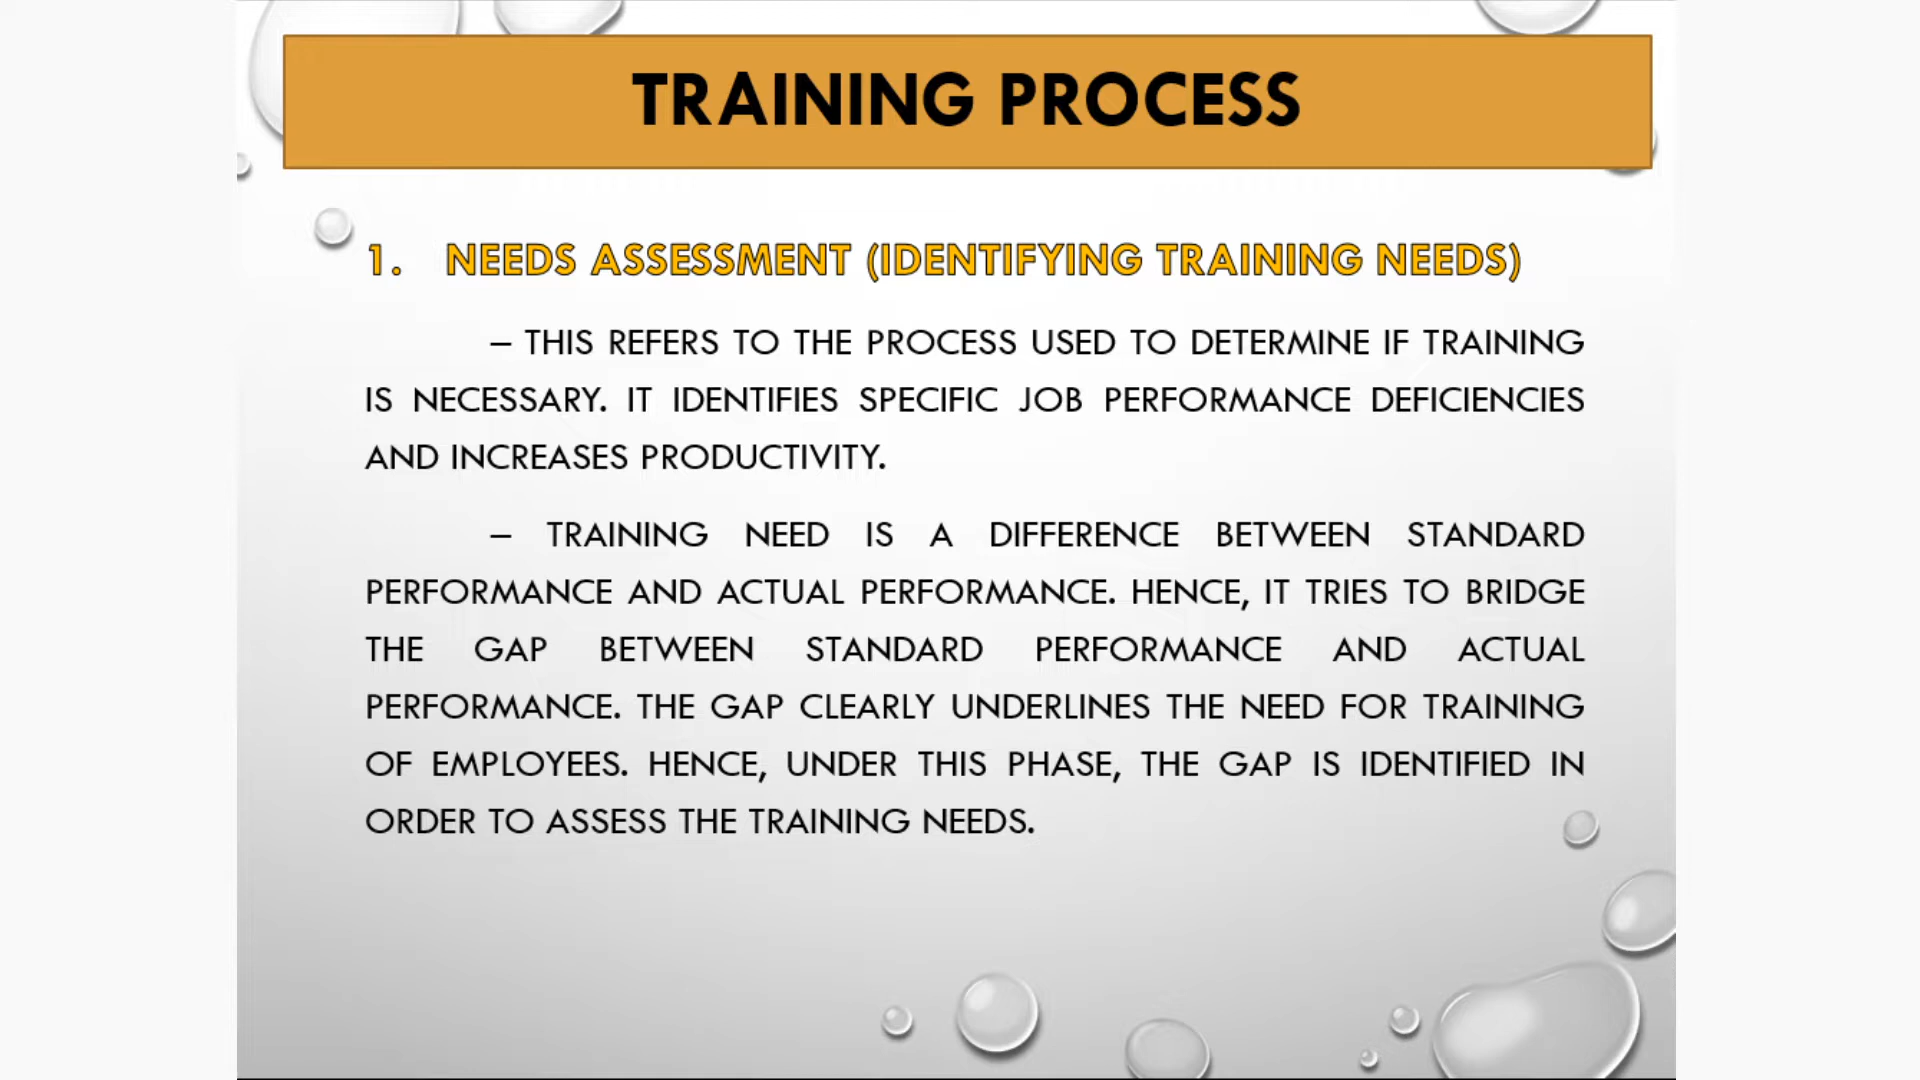 TRAINING PROCESS
1. NEEDS ASSESSMENT (IDENTIFYING TRAINING NEEDS)
– THIS REFERS TO THE PROCESS USED TO DETERMINE IF TRAINING
IS NECESSARY. IT IDENTIFIES SPECIFIC JOB PERFORMANCE DEFICIENCIES
AND INCREASES PRODUCTIVITY.
– TRAINING NEED IS A DIFFERENCE BETWEEN STANDARD
PERFORMANCE AND ACTUAL PERFORMANCE. HENCE, IT TRIES TO BRIDGE
THE GAP BETWEEN STANDARD PERFORMANCE AND ACTUAL
PERFORMANCE. THE GAP CLEARLY UNDERLINES THE NEED FOR TRAINING
OF EMPLOYEES. HENCE, UNDER THIS PHASE, THE GAP IS IDENTIFIED IN
ORDER TO ASSESS THE TRAINING NEEDS.